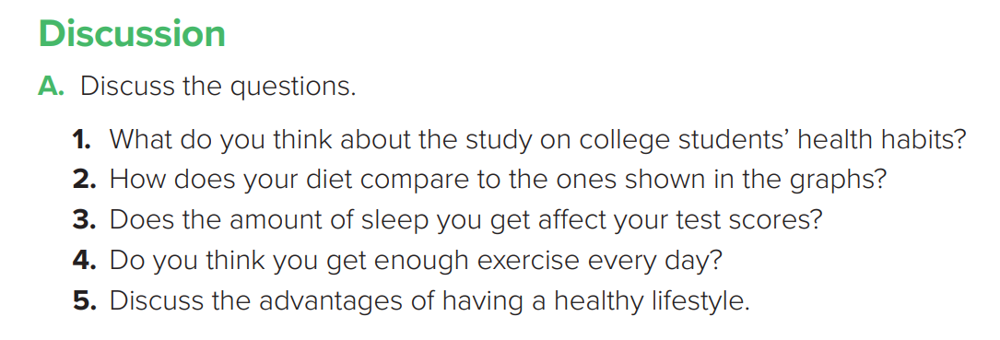 Discussion
A. Discuss the questions.
1. What do you think about the study on college students’ health habits?
2. How does your diet compare to the ones shown in the graphs?
3. Does the amount of sleep you get affect your test scores?
4. Do you think you get enough exercise every day?
5. Discuss the advantages of having a healthy lifestyle.